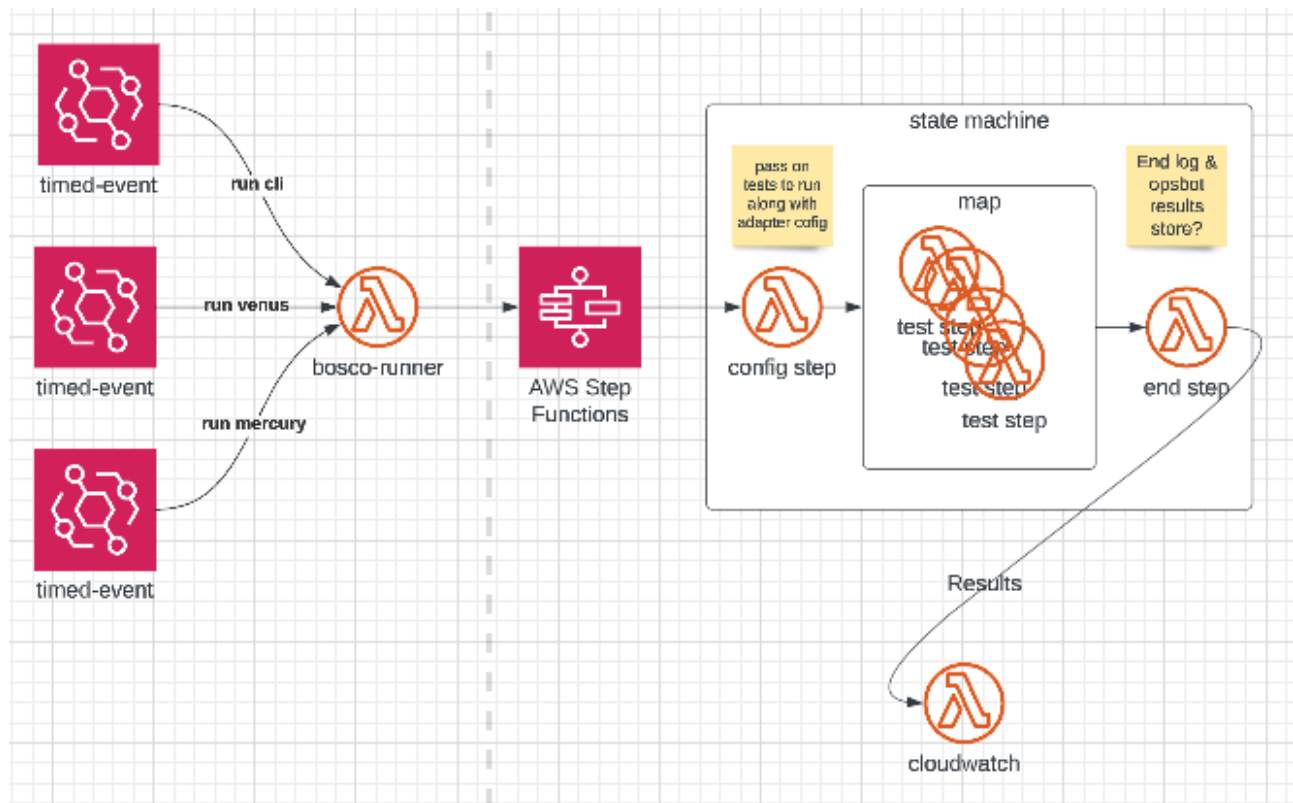 timed-event
run cli
timed-event
run venus
timed-event
run mercury
bosco-runner
AWS Step
Functions
state machine
pass on
tests to run
along with
adapter cofig
config step
map
test step
test step
test step
test step
End log &
opsbot
results
store?
end step
Results
cloudwatch